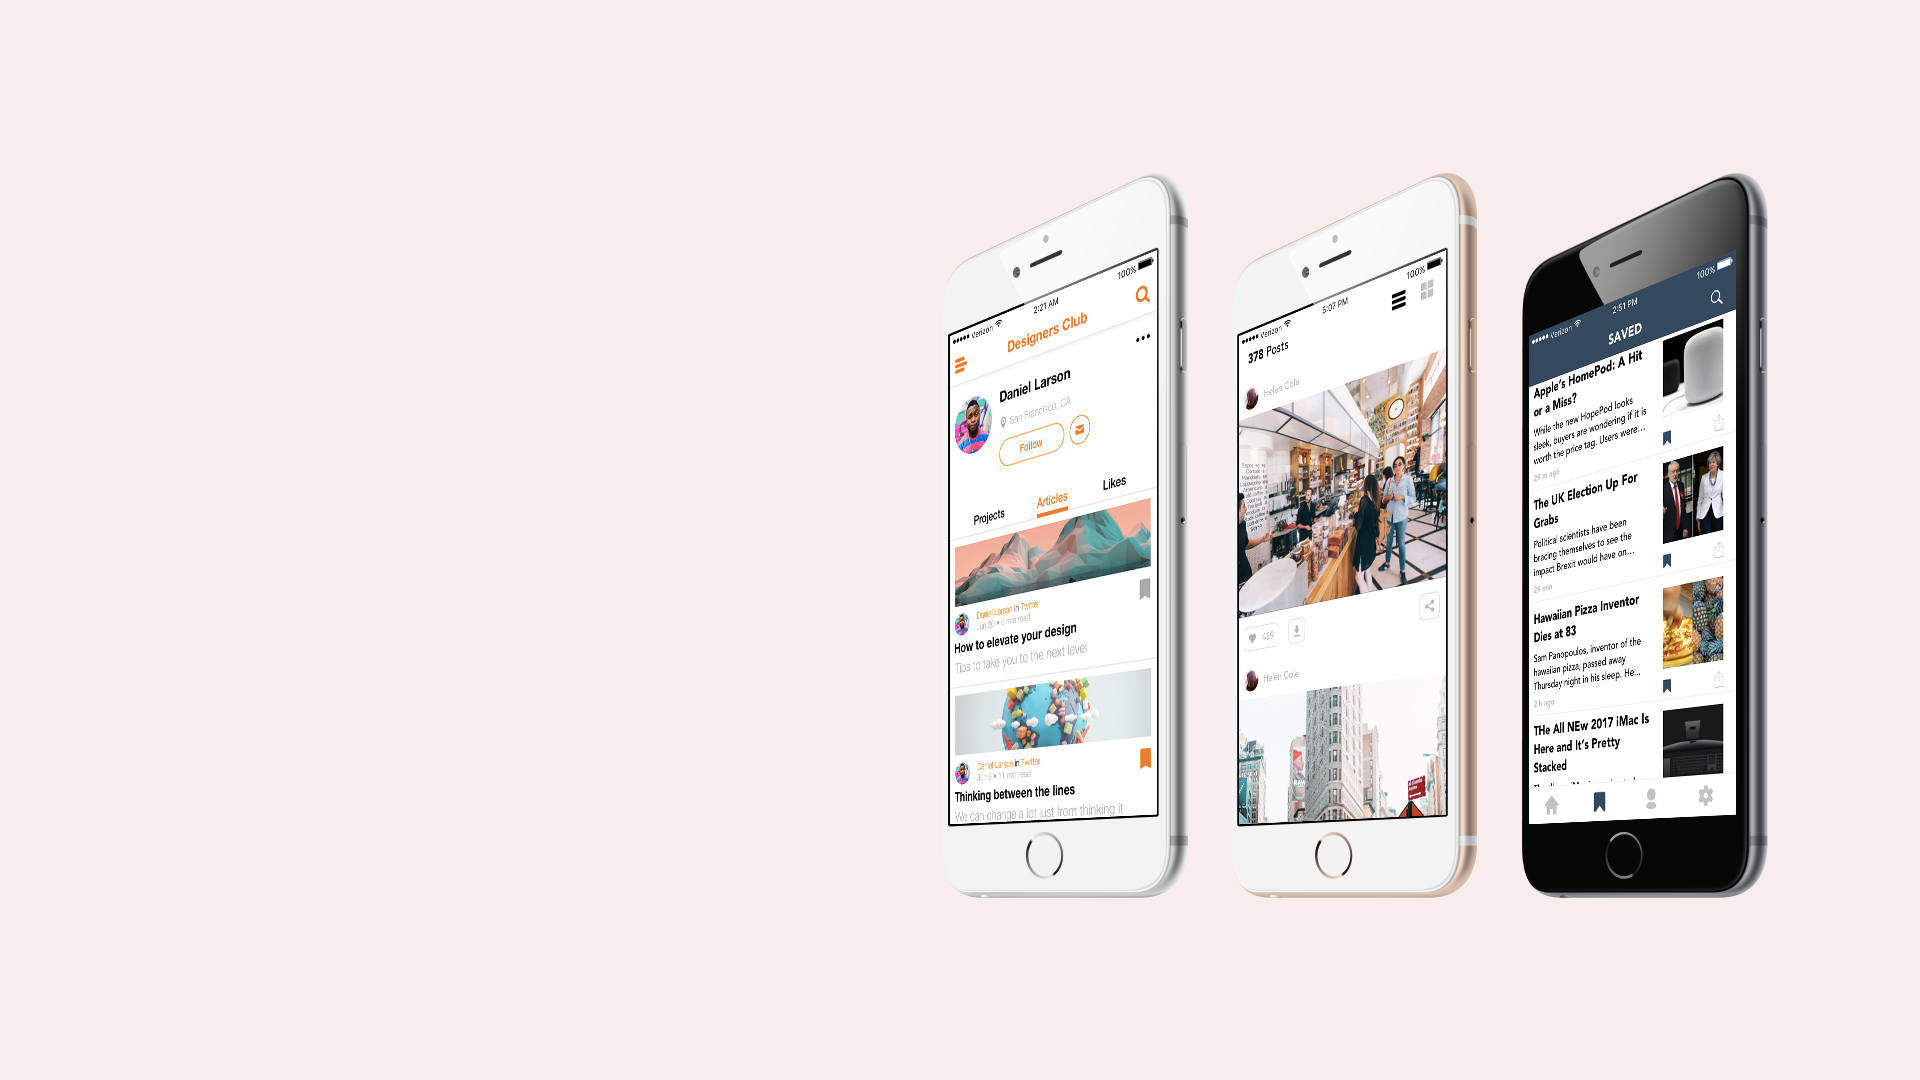 Verizon
2:21 AM
100%
Designers Club
Daniel Larson
San Francisco, CA
Follow
Projects
Articles
Likes
Daniel Larson in Twitter
Jun 20 • 6 min read
How to elevate your design
Tips to take you to the next level
Daniel Larson in Twitter
Jun 3 • 11 min read
Thinking between the lines
We can change a lot just from thinking it
Verizon
5:07 PM
100%
378 Posts
Helen Cole
489
Helen Cole
Verizon
2:51 PM
100%
SAVED
Apple's HomePod: A Hit
or a Miss?
While the new HopePod looks
sleek, buyers are wondering if it is
worth the price tag. Users were...
29 m ago
The UK Election Up For
Grabs
Political scientists have been
bracing themselves to see the
impact Brexit would have on...
29 min
Hawaiian Pizza Inventor
Dies at 83
Sam Panopoulos, inventor of the
hawaiian pizza, passed away
Thursday night in his sleep. He...
2 h ago
THe All NEw 2017 iMac Is
Here and It's Pretty
Stacked